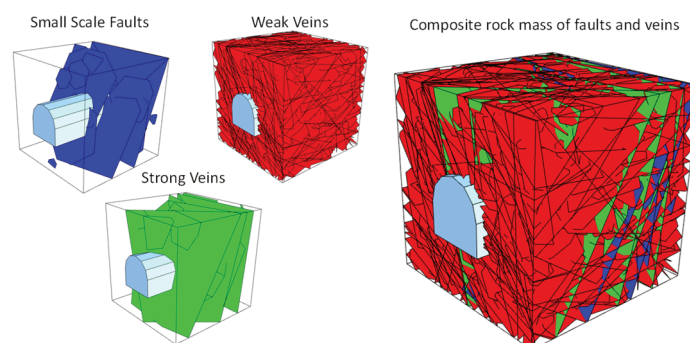 Small Scale Faults
Weak Veins
Composite rock mass of faults and veins
Strong Veins